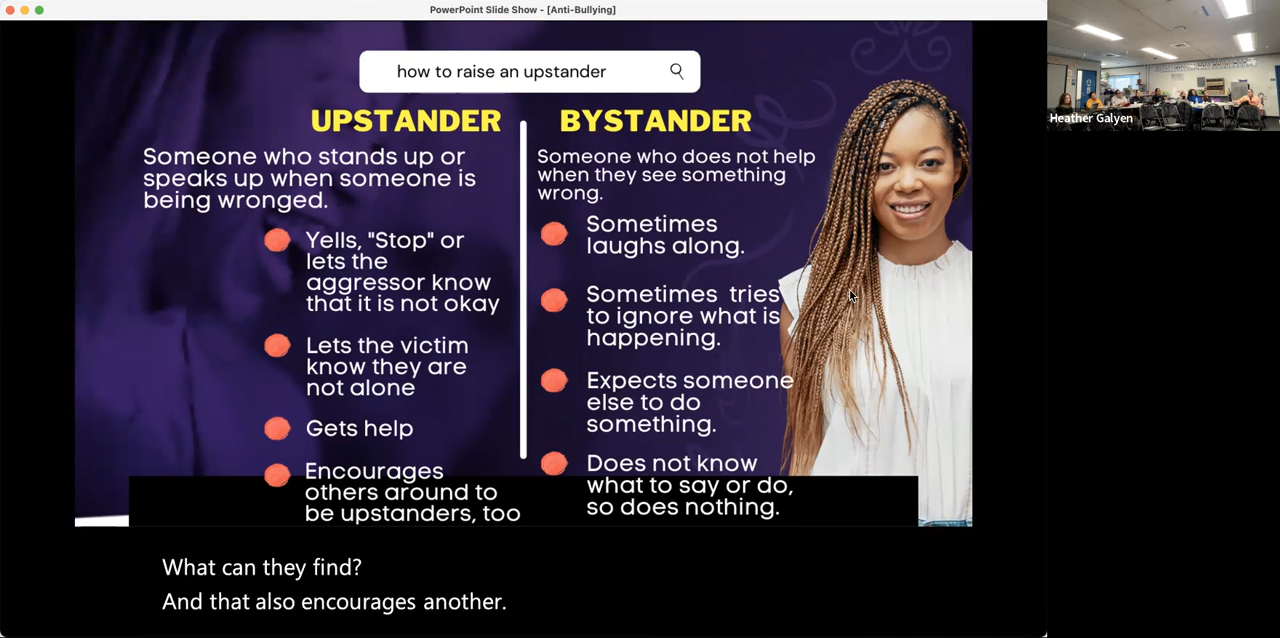 PowerPoint Slide Show - [Anti-Bullying]
how to raise an upstander
UPSTANDER
Someone who stands up or
speaks up when someone is
being wronged.
Yells, "Stop" or
lets the
aggressor know
that it is not okay
Lets the victim
know they are
not alone
Gets help
Encourages
others around to
be upstanders, too
BYSTANDER
Someone who does not help
when they see something
wrong.
Sometimes
laughs along.
Sometimes tries
to ignore what is
happening.
Expects someone
else to do
something.
Does not know
what to say or do,
so does nothing.
What can they find?
And that also encourages another.
Heather Galyen